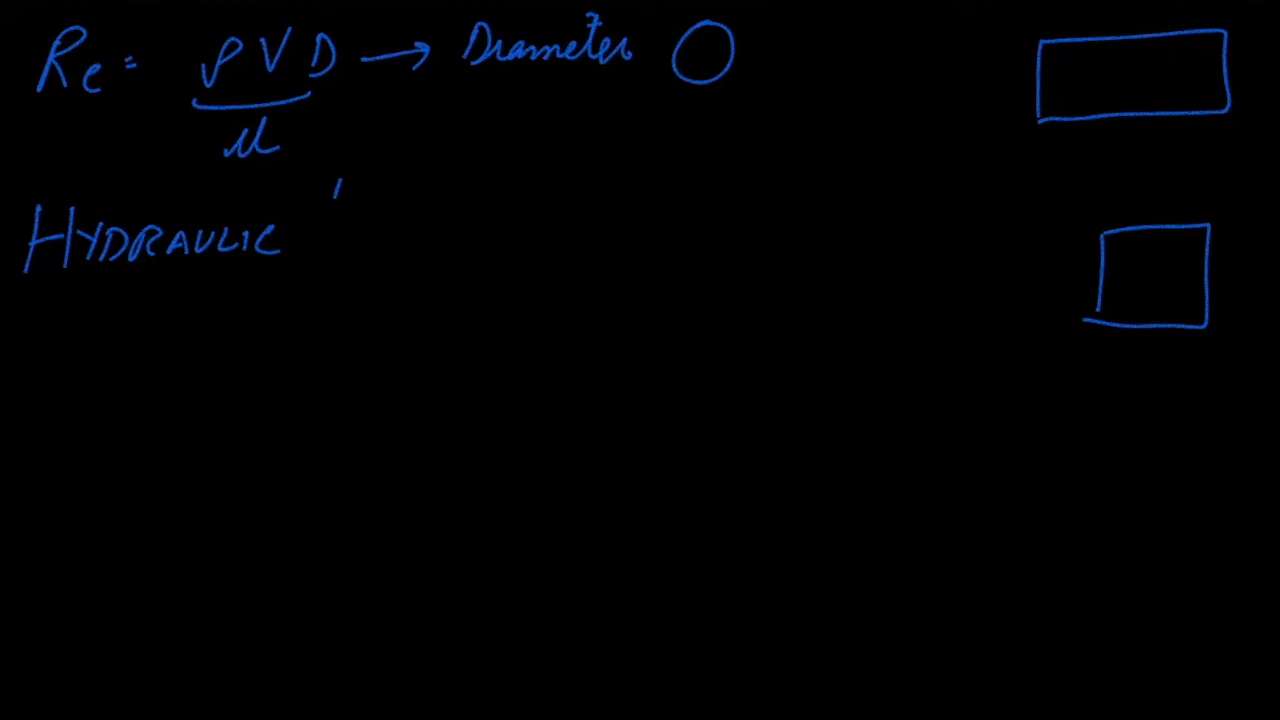 Re = ρVD → Diameter
μ
HYDRAULIC